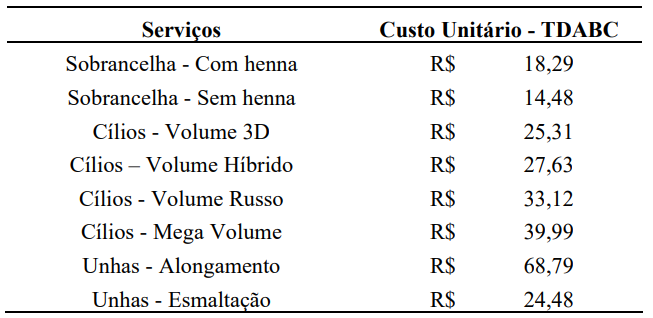 Serviços Custo Unitário - TDABC
Sobrancelha - Com henna R$ 18,29
Sobrancelha - Sem henna R$ 14,48
Cílios - Volume 3D R$ 25,31
Cílios – Volume Híbrido R$ 27,63
Cílios - Volume Russo R$ 33,12
Cílios - Mega Volume R$ 39,99
Unhas - Alongamento R$ 68,79
Unhas - Esmaltação R$ 24,48